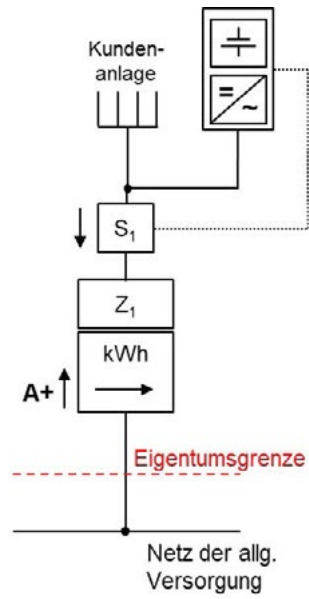 Kunden-
anlage
=
~
S₁
Z₁
kWh
A+
Eigentumsgrenze
Netz der allg.
Versorgung